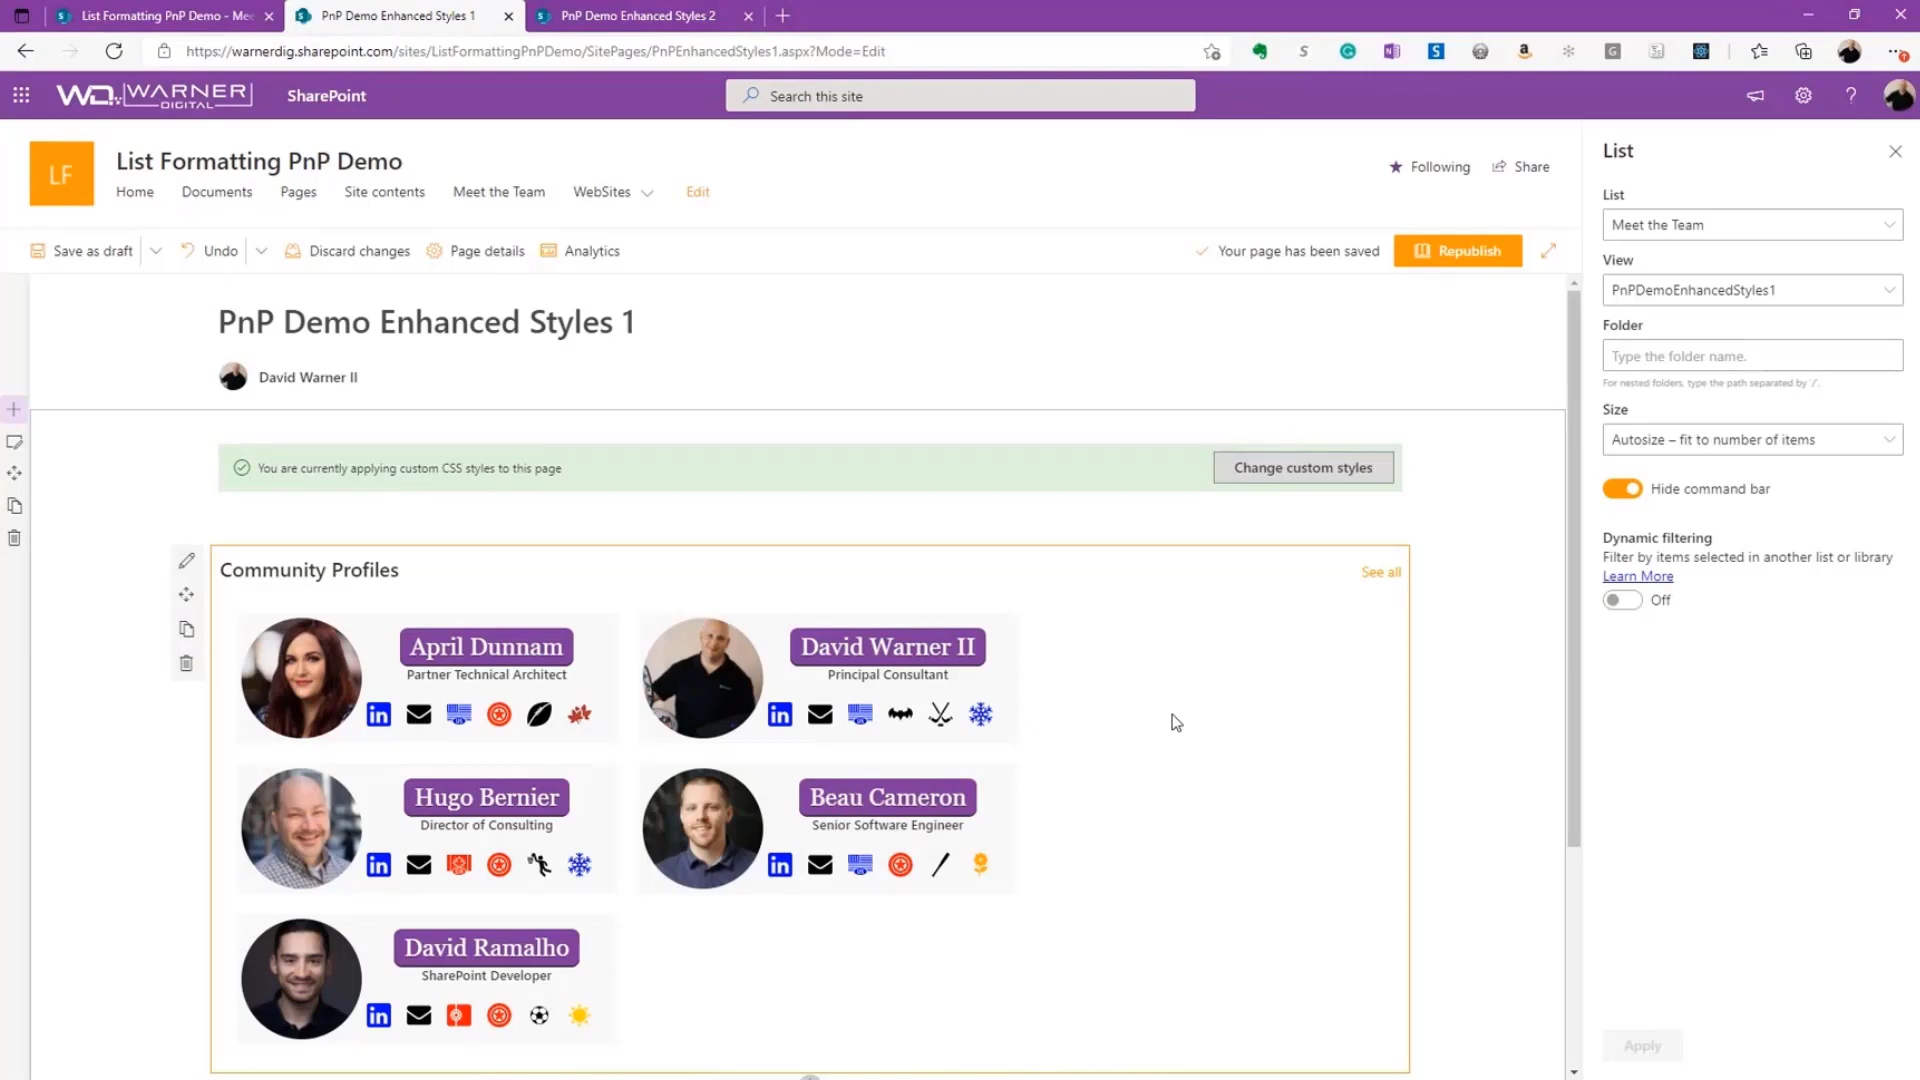 List Formatting PnP Demo - Mee
PnP Demo Enhanced Styles 1
PnP Demo Enhanced Styles 2
https://warnerdig.sharepoint.com/sites/ListFormattingPnPDemo/SitePages/PnPEnhancedStyles1.aspx?Mode=Edit
WD WARNER DIGITAL
SharePoint
Search this site
LF
List Formatting PnP Demo
Following
Share
Home
Documents
Pages
Site contents
Meet the Team
WebSites
Edit
Save as draft
Undo
Discard changes
Page details
Analytics
Your page has been saved
Republish
PnP Demo Enhanced Styles 1
David Warner II
You are currently applying custom CSS styles to this page
Change custom styles
Community Profiles
See all
April Dunnam
Partner Technical Architect
David Warner II
Principal Consultant
Hugo Bernier
Director of Consulting
Beau Cameron
Senior Software Engineer
David Ramalho
SharePoint Developer
List
List
Meet the Team
View
PnPDemoEnhancedStyles1
Folder
Type the folder name.
For nested folders, type the path separated by '/'.
Size
Autosize – fit to number of items
Hide command bar
Dynamic filtering
Filter by items selected in another list or library
Learn More
Off
Apply